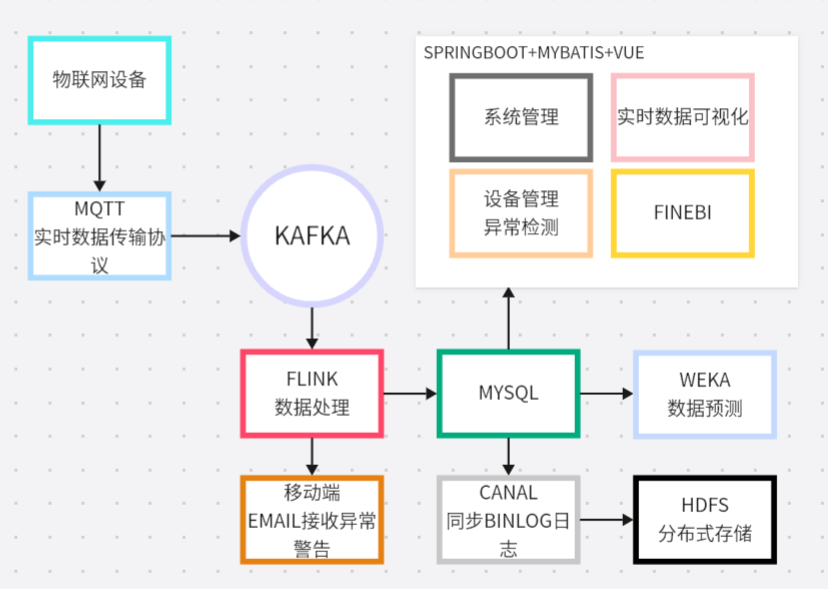 物联网设备
MQTT
实时数据传输协
议
KAFKA
SPRINGBOOT+MYBATIS+VUE
系统管理
实时数据可视化
设备管理
异常检测
FINEBI
FLINK
数据处理
MYSQL
WEKA
数据预测
移动端
EMAIL接收异常
警告
CANAL
同步BINLOG日
志
HDFS
分布式存储